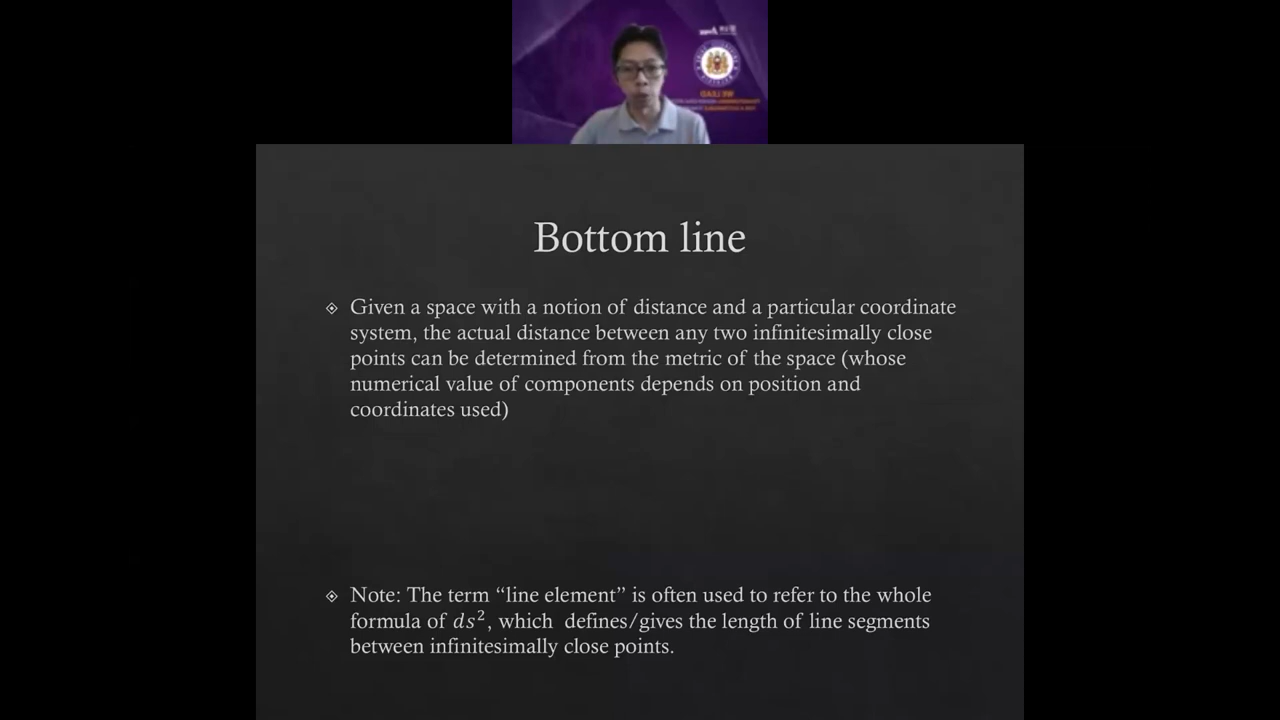 WE LEAD
Bottom line
Given a space with a notion of distance and a particular coordinate
system, the actual distance between any two infinitesimally close
points can be determined from the metric of the space (whose
numerical value of components depends on position and
coordinates used)
Note: The term “line element” is often used to refer to the whole
formula of ds², which defines/gives the length of line segments
between infinitesimally close points.